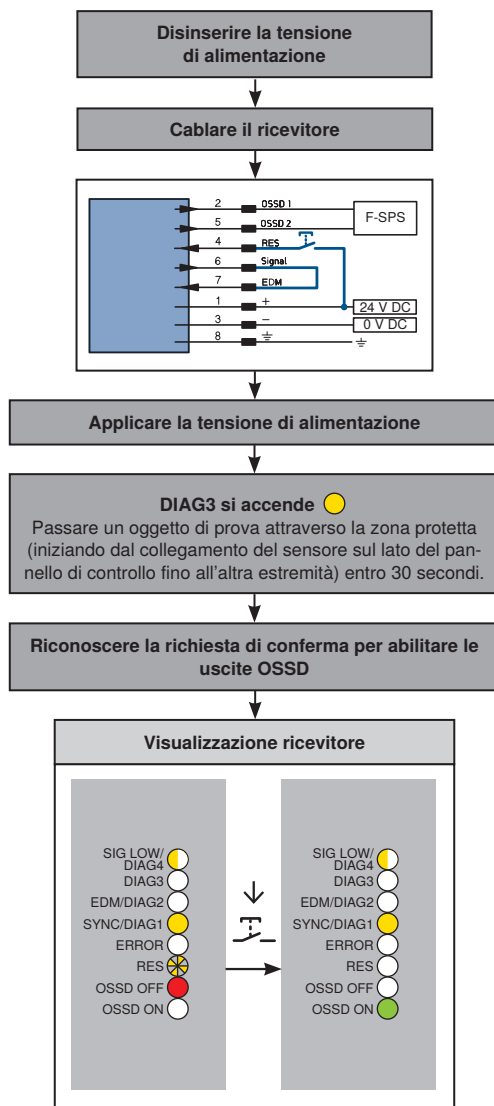 Disinserire la tensione
di alimentazione
Cablare il ricevitore
2 OSSD 1
5 OSSD 2
F-SPS
4 RES
6 Signal
7 EDM
1 + 24 V DC
3 − 0 V DC
8
Applicare la tensione di alimentazione
DIAG3 si accende
Passare un oggetto di prova attraverso la zona protetta
(iniziando dal collegamento del sensore sul lato del pan-
nello di controllo fino all'altra estremità) entro 30 secondi.
Riconoscere la richiesta di conferma per abilitare le
uscite OSSD
Visualizzazione ricevitore
SIG LOW/
DIAG4
DIAG3
EDM/DIAG2
SYNC/DIAG1
ERROR
RES
OSSD OFF
OSSD ON
SIG LOW/
DIAG4
DIAG3
EDM/DIAG2
SYNC/DIAG1
ERROR
RES
OSSD OFF
OSSD ON